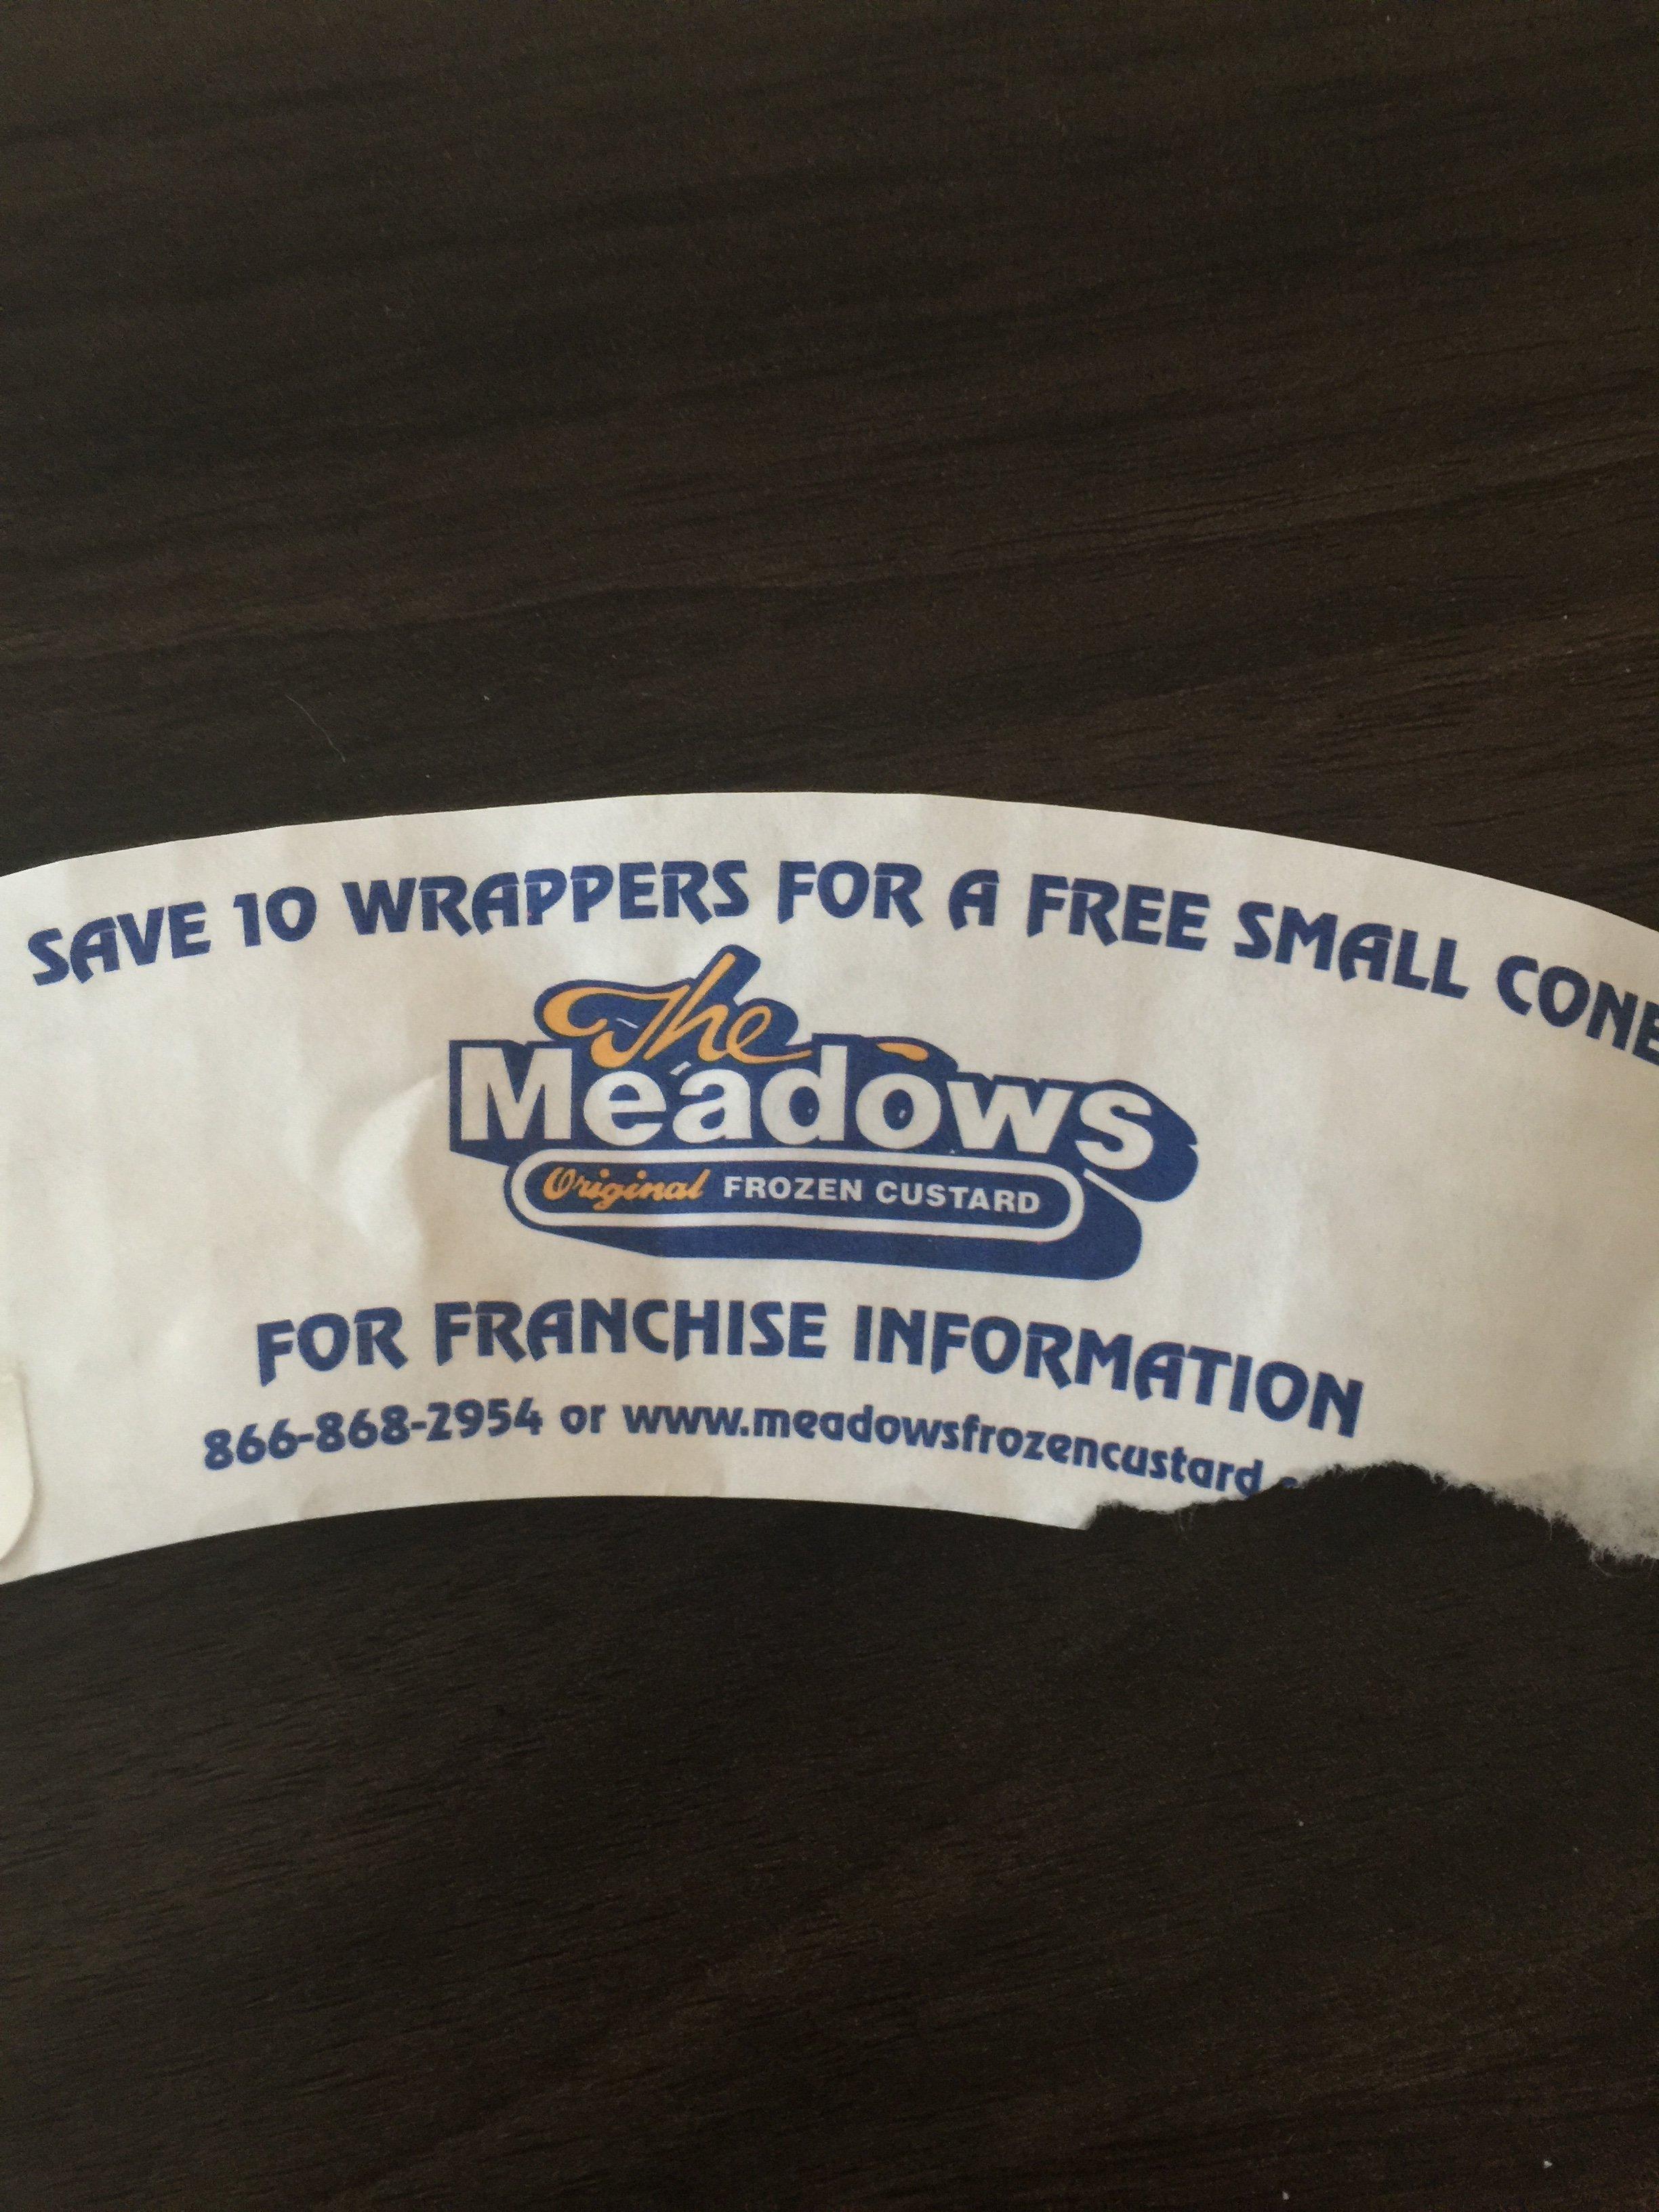 SAVE 10 WRAPPERS FOR A FREE SMALL CONE
The
Meadows
Original FROZEN CUSTARD
FOR FRANCHISE INFORMATION
866-868-2954 or www.meadowsfrozencustard.